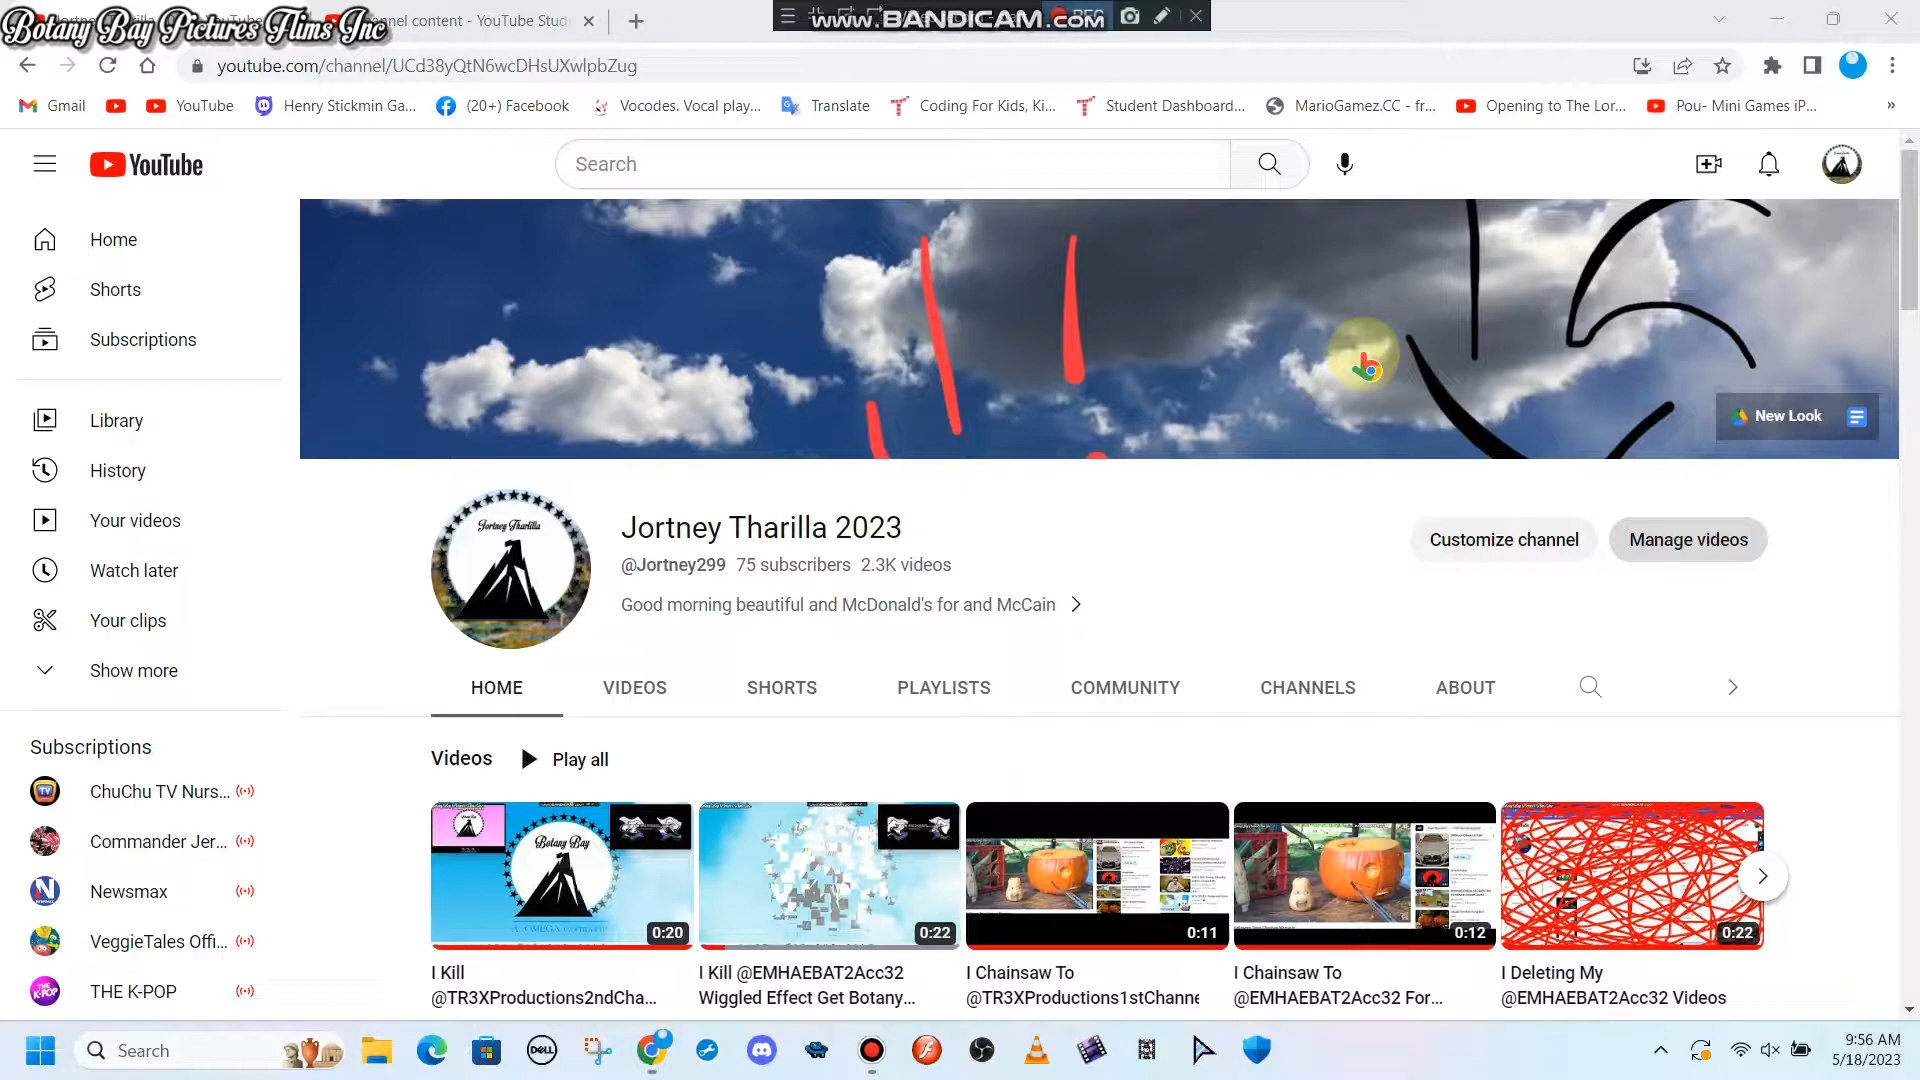 Botany Bay Pictures Flims Inc
hannel content - YouTube Stud
www.BANDICAM.com
youtube.com/channel/UCd38yQtN6wcDHsUXwlpbZug
Gmail
YouTube
Henry Stickmin Ga...
(20+) Facebook
Vocodes. Vocal play...
Translate
Coding For Kids, Ki...
Student Dashboard...
MarioGamez.CC - fr...
Opening to The Lor...
Pou- Mini Games iP...
YouTube
Search
Home
Shorts
Subscriptions
Library
History
Your videos
Watch later
Your clips
Show more
Subscriptions
ChuChu TV Nurs...
Commander Jer...
Newsmax
VeggieTales Offi...
THE K-POP
New Look
Jortney Tharlilla
Jortney Tharilla 2023
@Jortney299 75 subscribers 2.3K videos
Good morning beautiful and McDonald's for and McCain
Customize channel
Manage videos
HOME
VIDEOS
SHORTS
PLAYLISTS
COMMUNITY
CHANNELS
ABOUT
Videos
Play all
Botany Bay
0:20
0:22
0:11
0:12
0:22
I Kill
@TR3XProductions2ndCha...
I Kill @EMHAEBAT2Acc32
Wiggled Effect Get Botany...
I Chainsaw To
@TR3XProductions1stChanne
I Chainsaw To
@EMHAEBAT2Acc32 For...
I Deleting My
@EMHAEBAT2Acc32 Videos
Search
DELL
9:56 AM
5/18/2023